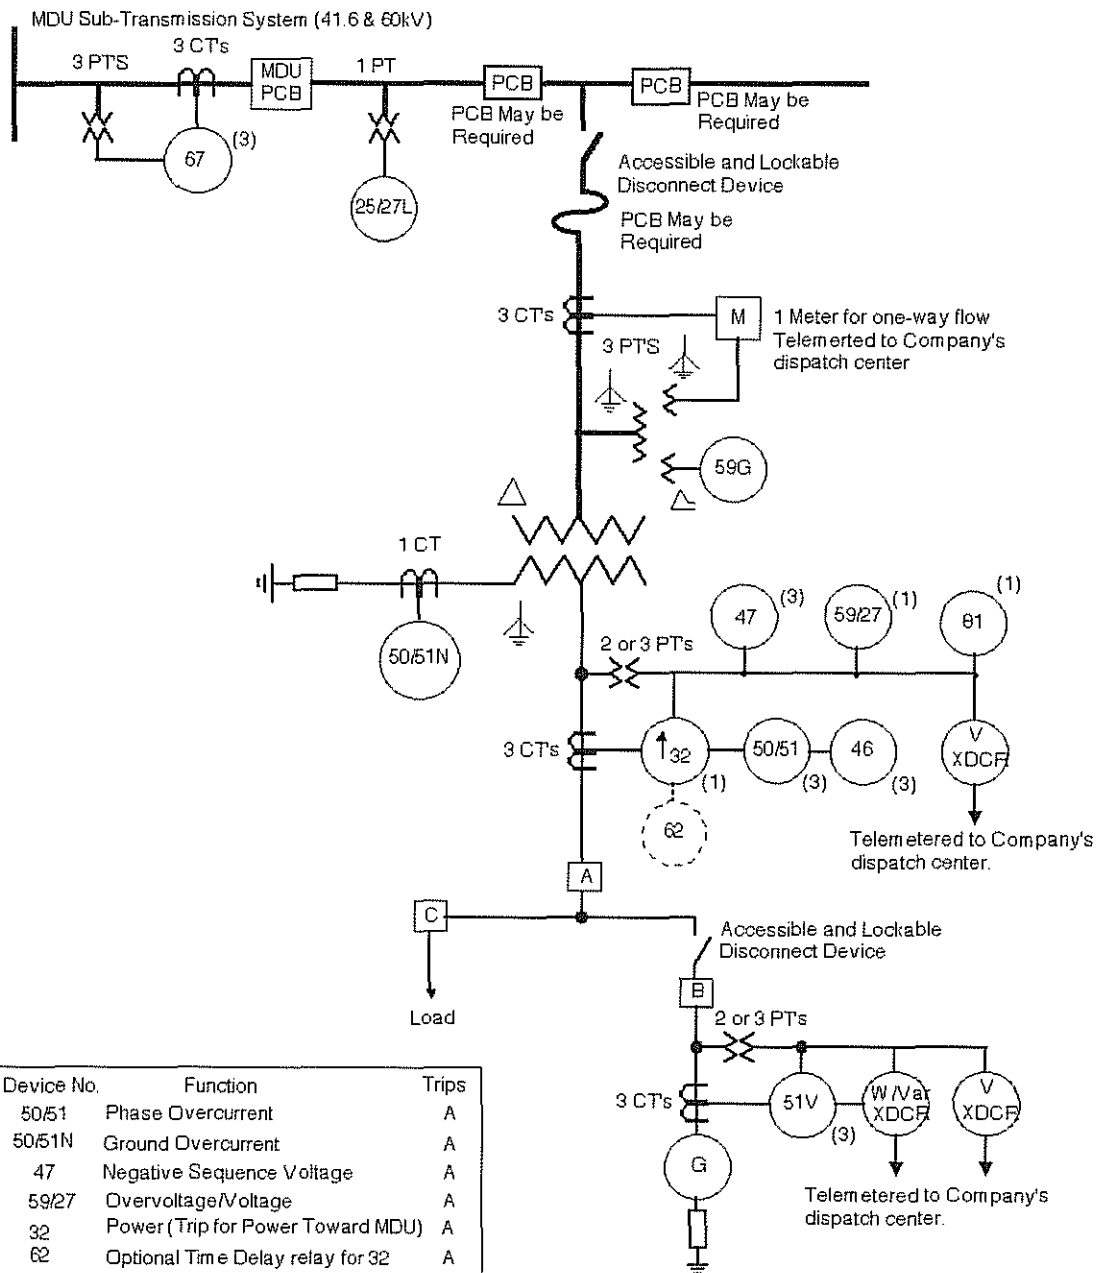 MDU Sub-Transmission System (41.6 & 60kV)
3 PT'S
3 CT's
MDU
PCB
1 PT
PCB
PCB May be
Required
PCB
PCB May be
Required
67
(3)
25/27L
Accessible and Lockable
Disconnect Device
PCB May be
Required
3 CT's
M
1 Meter for one-way flow
Telemerted to Company's
dispatch center
3 PT'S
59G
1 CT
50/51N
2 or 3 PT's
47
(3)
59/27
(1)
81
(1)
3 CT's
32
(1)
50/51
(3)
46
(3)
V
XDCR
62
Telemetered to Company's
dispatch center.
A
C
Load
Accessible and Lockable
Disconnect Device
B
2 or 3 PT's
3 CT's
51V
(3)
W/Var
XDCR
V
XDCR
G
Telemetered to Company's
dispatch center.
Device No. Function Trips
50/51 Phase Overcurrent A
50/51N Ground Overcurrent A
47 Negative Sequence Voltage A
59/27 Overvoltage/Voltage A
32 Power (Trip for Power Toward MDU) A
62 Optional Time Delay relay for 32 A